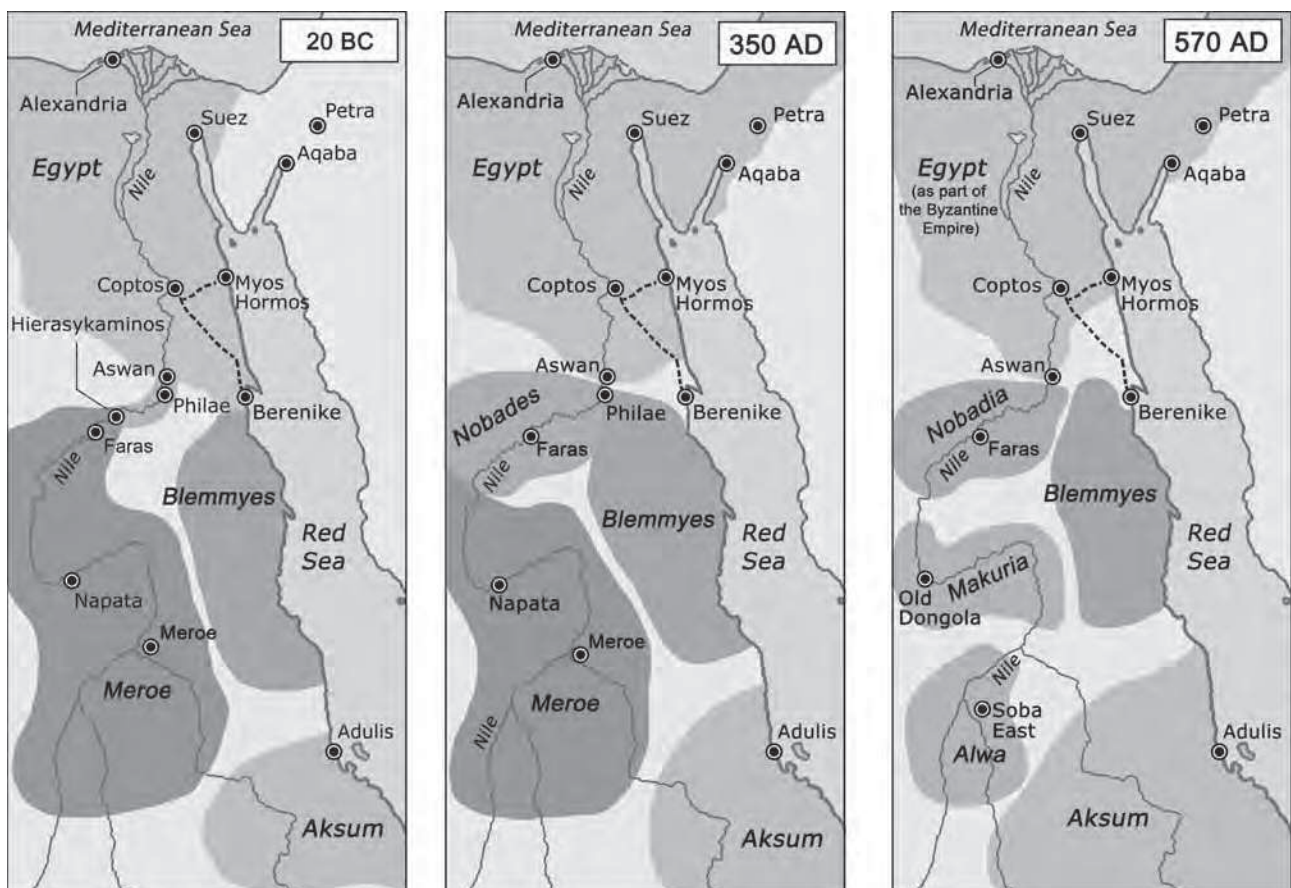 Mediterranean Sea
20 BC
Alexandria
Suez
Petra
Aqaba
Egypt
Nile
Coptos
Myos
Hormos
Hierasykaminos
Aswan
Philae
Berenike
Faras
Nile
Blemmyes
Red
Sea
Napata
Meroe
Meroe
Adulis
Aksum
Mediterranean Sea
350 AD
Alexandria
Suez
Petra
Aqaba
Egypt
Nile
Coptos
Myos
Hormos
Aswan
Philae
Berenike
Nobades
Faras
Nile
Blemmyes
Red
Sea
Napata
Meroe
Meroe
Nile
Adulis
Aksum
Mediterranean Sea
570 AD
Alexandria
Suez
Petra
Aqaba
Egypt
(as part of
the Byzantine
Empire)
Nile
Coptos
Myos
Hormos
Aswan
Berenike
Nobadia
Nile
Faras
Blemmyes
Red
Sea
Makuria
Old
Dongola
Nile
Soba
East
Alwa
Adulis
Aksum